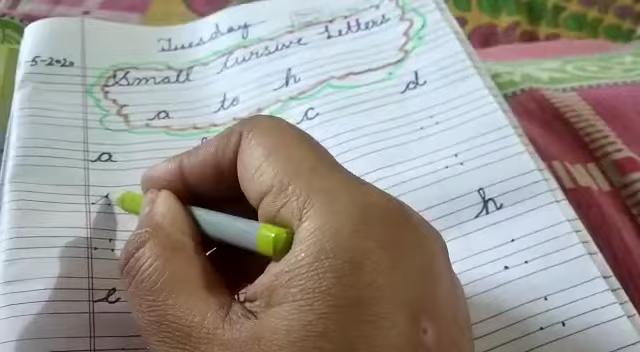 Tuesday
5-2020
Small Cursive Letters
a to h
a c d
h
e